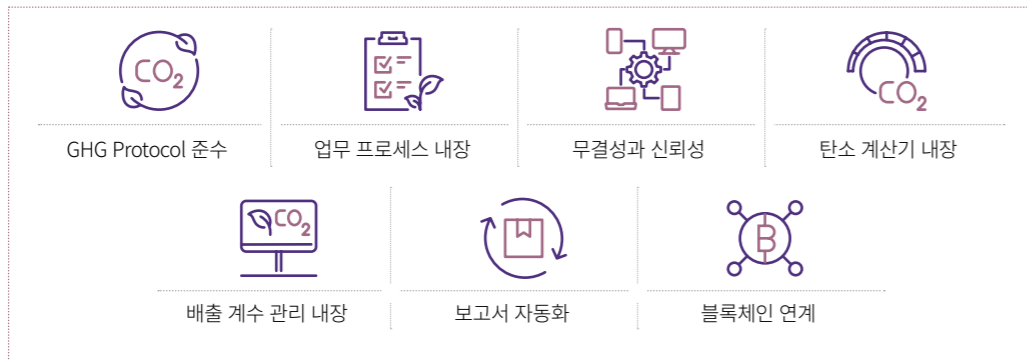 CO2
CO2
GHG Protocol 준수
업무 프로세스 내장
무결성과 신뢰성
탄소 계산기 내장
CO2
B
배출 계수 관리 내장
보고서 자동화
블록체인 연계